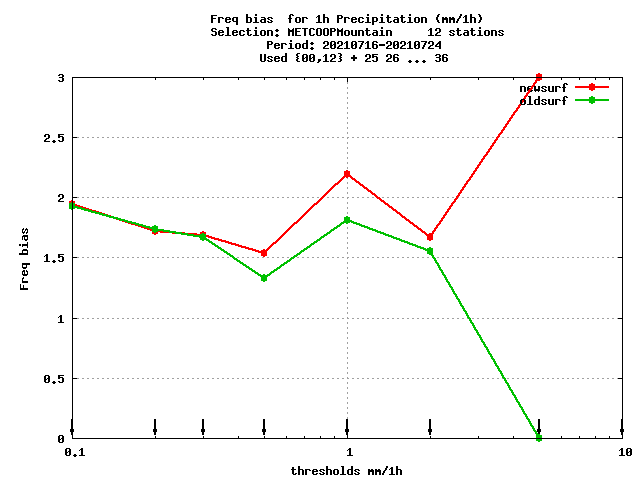 Freq bias  for 1h Precipitation (mm/1h)
Selection: METCOOPMountain     12 stations
Period: 20210716-20210724
Used {00,12} + 25 26 ... 36
newsurf
oldsurf
3
2.5
2
1.5
1
0.5
0
Freq bias
0.1
1
10
thresholds mm/1h